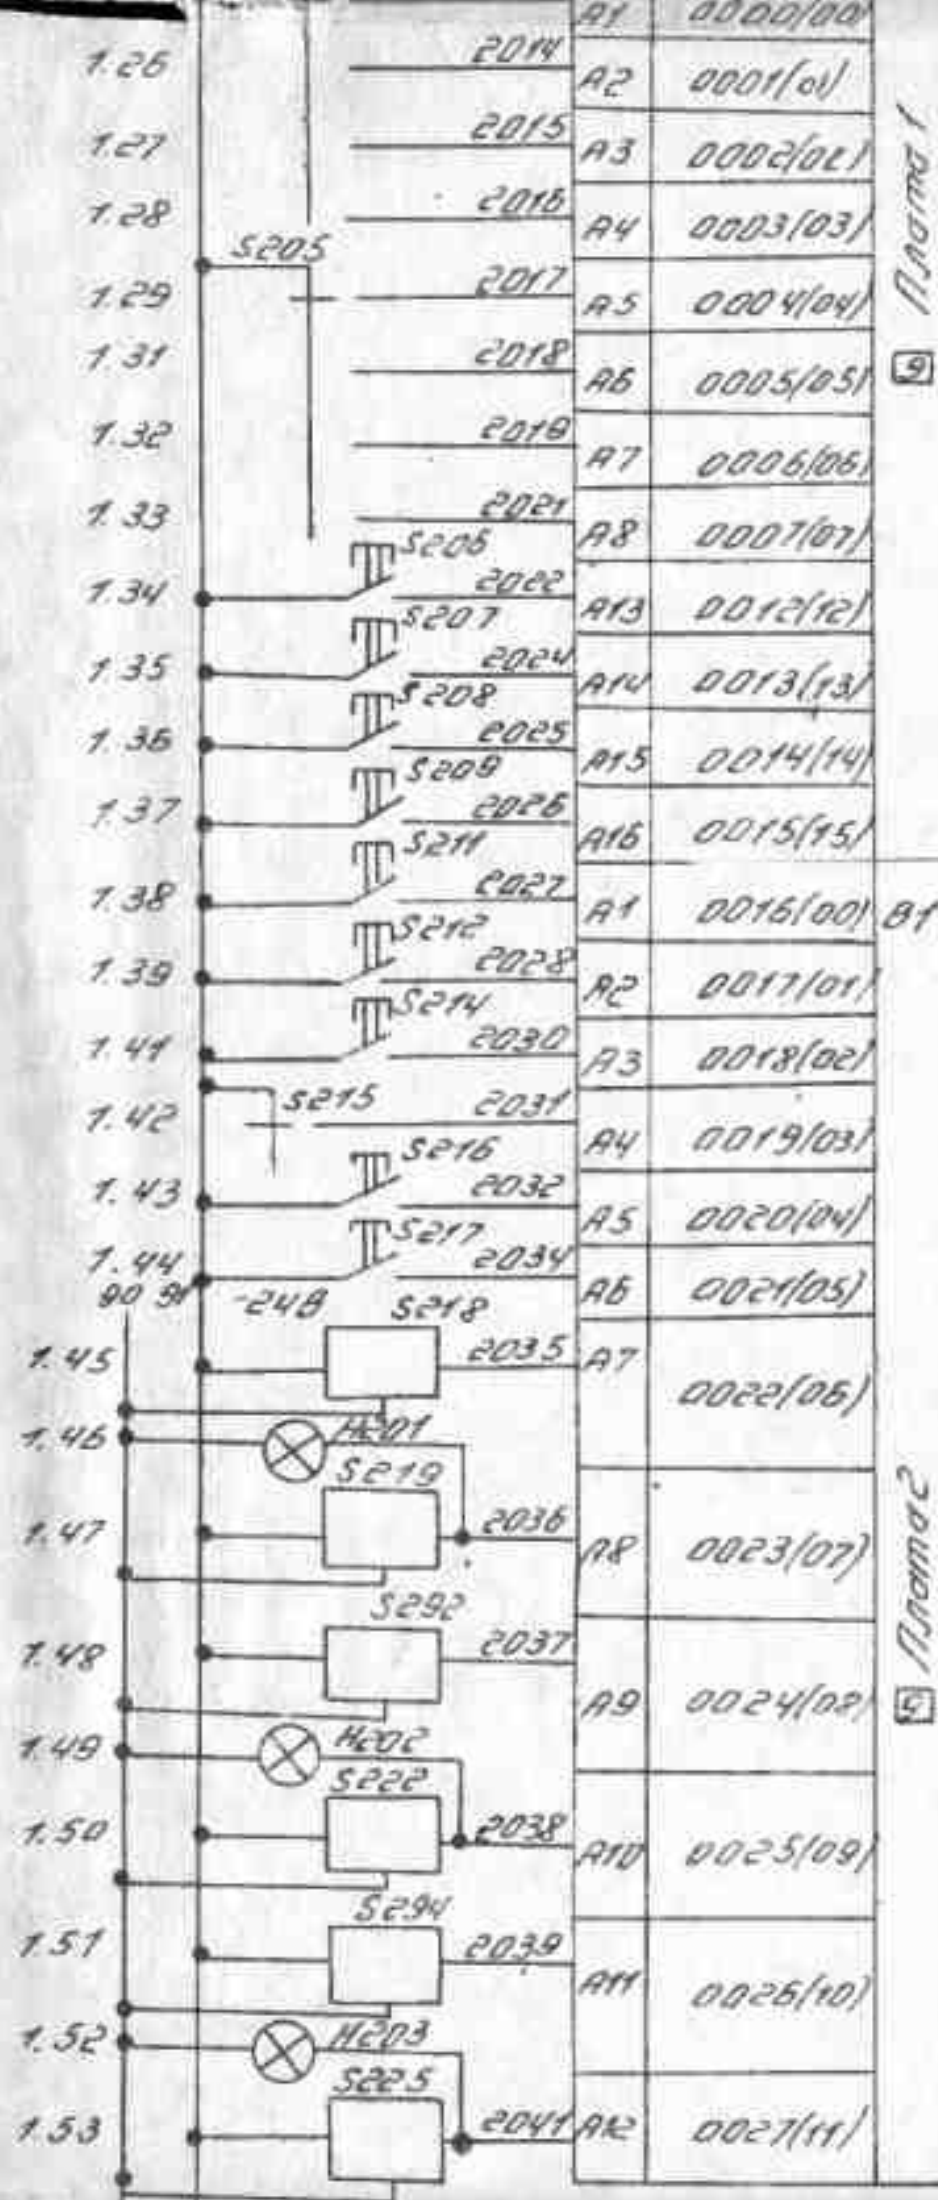 A1 0000/00
1.26 2014 A2 0001(01)
1.27 2015 A3 0002(02)
1.28 2016 A4 0003(03)
S205
1.29 2017 A5 0004(04)
1.31 2018 A6 0005(05)
1.32 2019 A7 0006(06)
1.33 2021 A8 0007(07)
S206
1.34 2022 A13 0012(12)
S207
1.35 2024 A14 0013(13)
S208
1.36 2025 A15 0014(14)
S209
1.37 2026 A16 0015(15)
S211
1.38 2027 A1 0016(00) B1
S212
1.39 2028 A2 0017(01)
S214
1.41 2030 A3 0018(02)
S215
1.42 2031 A4 0019(03)
S216
1.43 2032 A5 0020(04)
S217
1.44 2034 A6 0021(05)
90 91 -24В S218
1.45 2035 A7 0022(06)
1.46 H201
S219
1.47 2036 A8 0023(07)
S292
1.48 2037 A9 0024(08)
1.49 H202
S222
1.50 2038 A10 0025(09)
S294
1.51 2039 A11 0026(10)
1.52 H203
S225
1.53 2041 A12 0027(11)
9 Плата 1
4 Плата 2